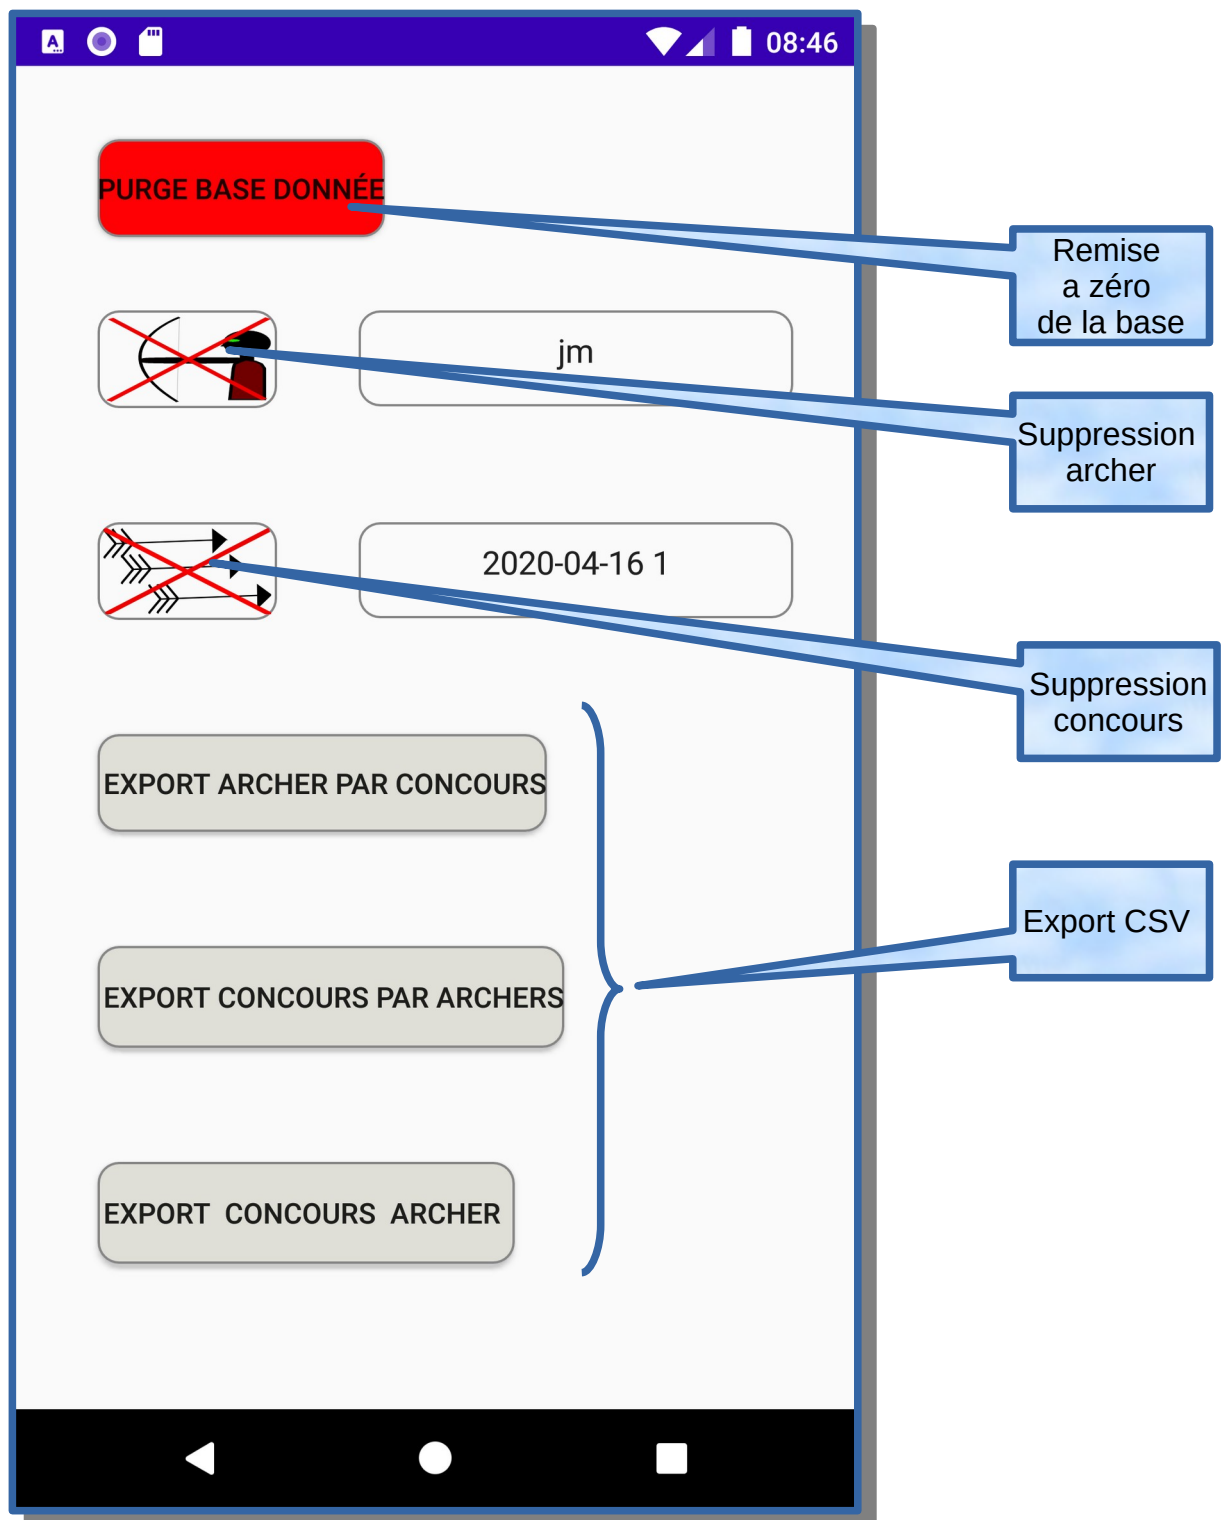 A
08:46
PURGE BASE DONNÉE
Remise
a zéro
de la base
jm
Suppression
archer
2020-04-16 1
Suppression
concours
EXPORT ARCHER PAR CONCOURS
Export CSV
EXPORT CONCOURS PAR ARCHERS
EXPORT CONCOURS ARCHER